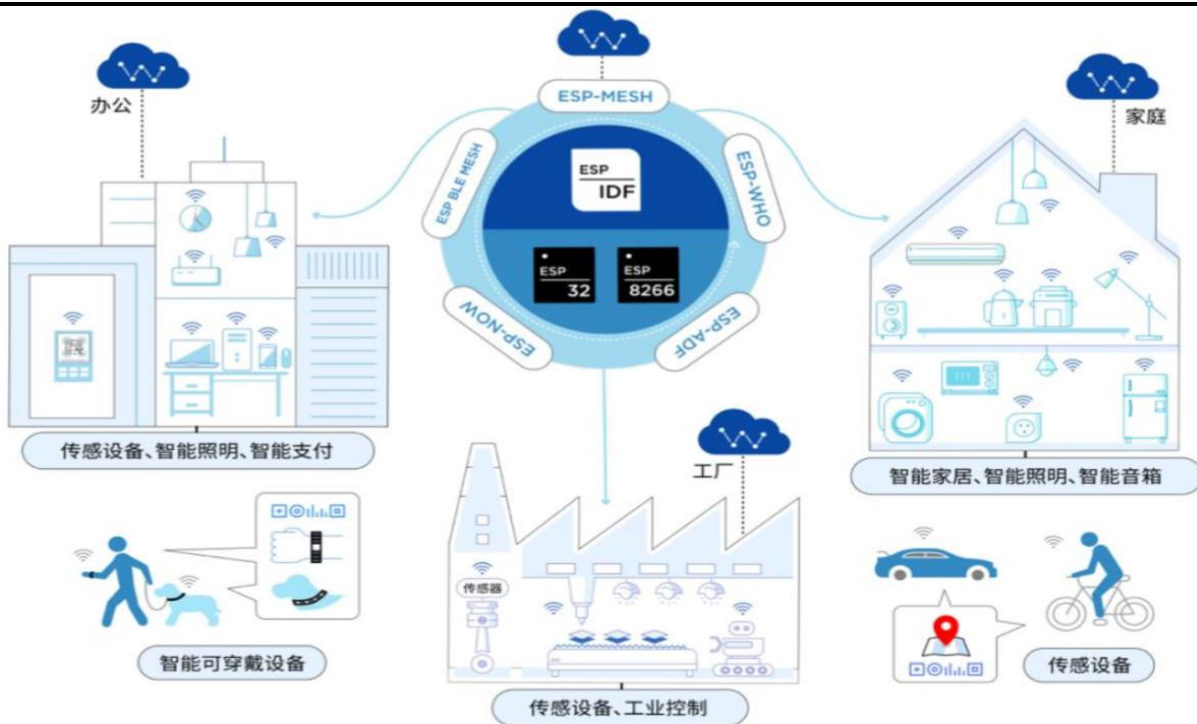 办公
ESP-MESH
家庭
ESP BLE MESH
ESP-WHO
ESP
IDF
ESP
32
ESP
8266
ESP-NOW
ESP-ADF
传感设备、智能照明、智能支付
工厂
智能家居、智能照明、智能音箱
传感器
智能可穿戴设备
传感设备
传感设备、工业控制